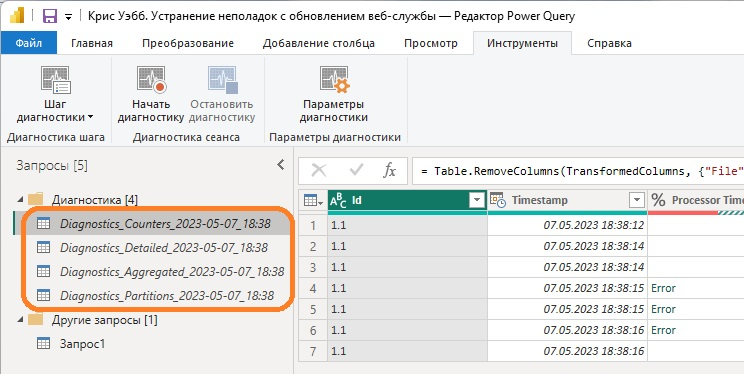 Крис Уэбб. Устранение неполадок с обновлением веб-службы — Редактор Power Query
Файл Главная Преобразование Добавление столбца Просмотр Инструменты Справка
Шаг диагностики Начать диагностику Остановить диагностику Параметры диагностики
Диагностика шага Диагностика сеанса Параметры диагностики
Запросы [5]
= Table.RemoveColumns(TransformedColumns, {"File"
Диагностика [4]
Diagnostics_Counters_2023-05-07_18:38
Diagnostics_Detailed_2023-05-07_18:38
Diagnostics_Aggregated_2023-05-07_18:38
Diagnostics_Partitions_2023-05-07_18:38
Другие запросы [1]
Запрос1
ABC Id Timestamp % Processor Time
1 1.1 07.05.2023 18:38:12
2 1.1 07.05.2023 18:38:14
3 1.1 07.05.2023 18:38:14
4 1.1 07.05.2023 18:38:15 Error
5 1.1 07.05.2023 18:38:15 Error
6 1.1 07.05.2023 18:38:16 Error
7 1.1 07.05.2023 18:38:16